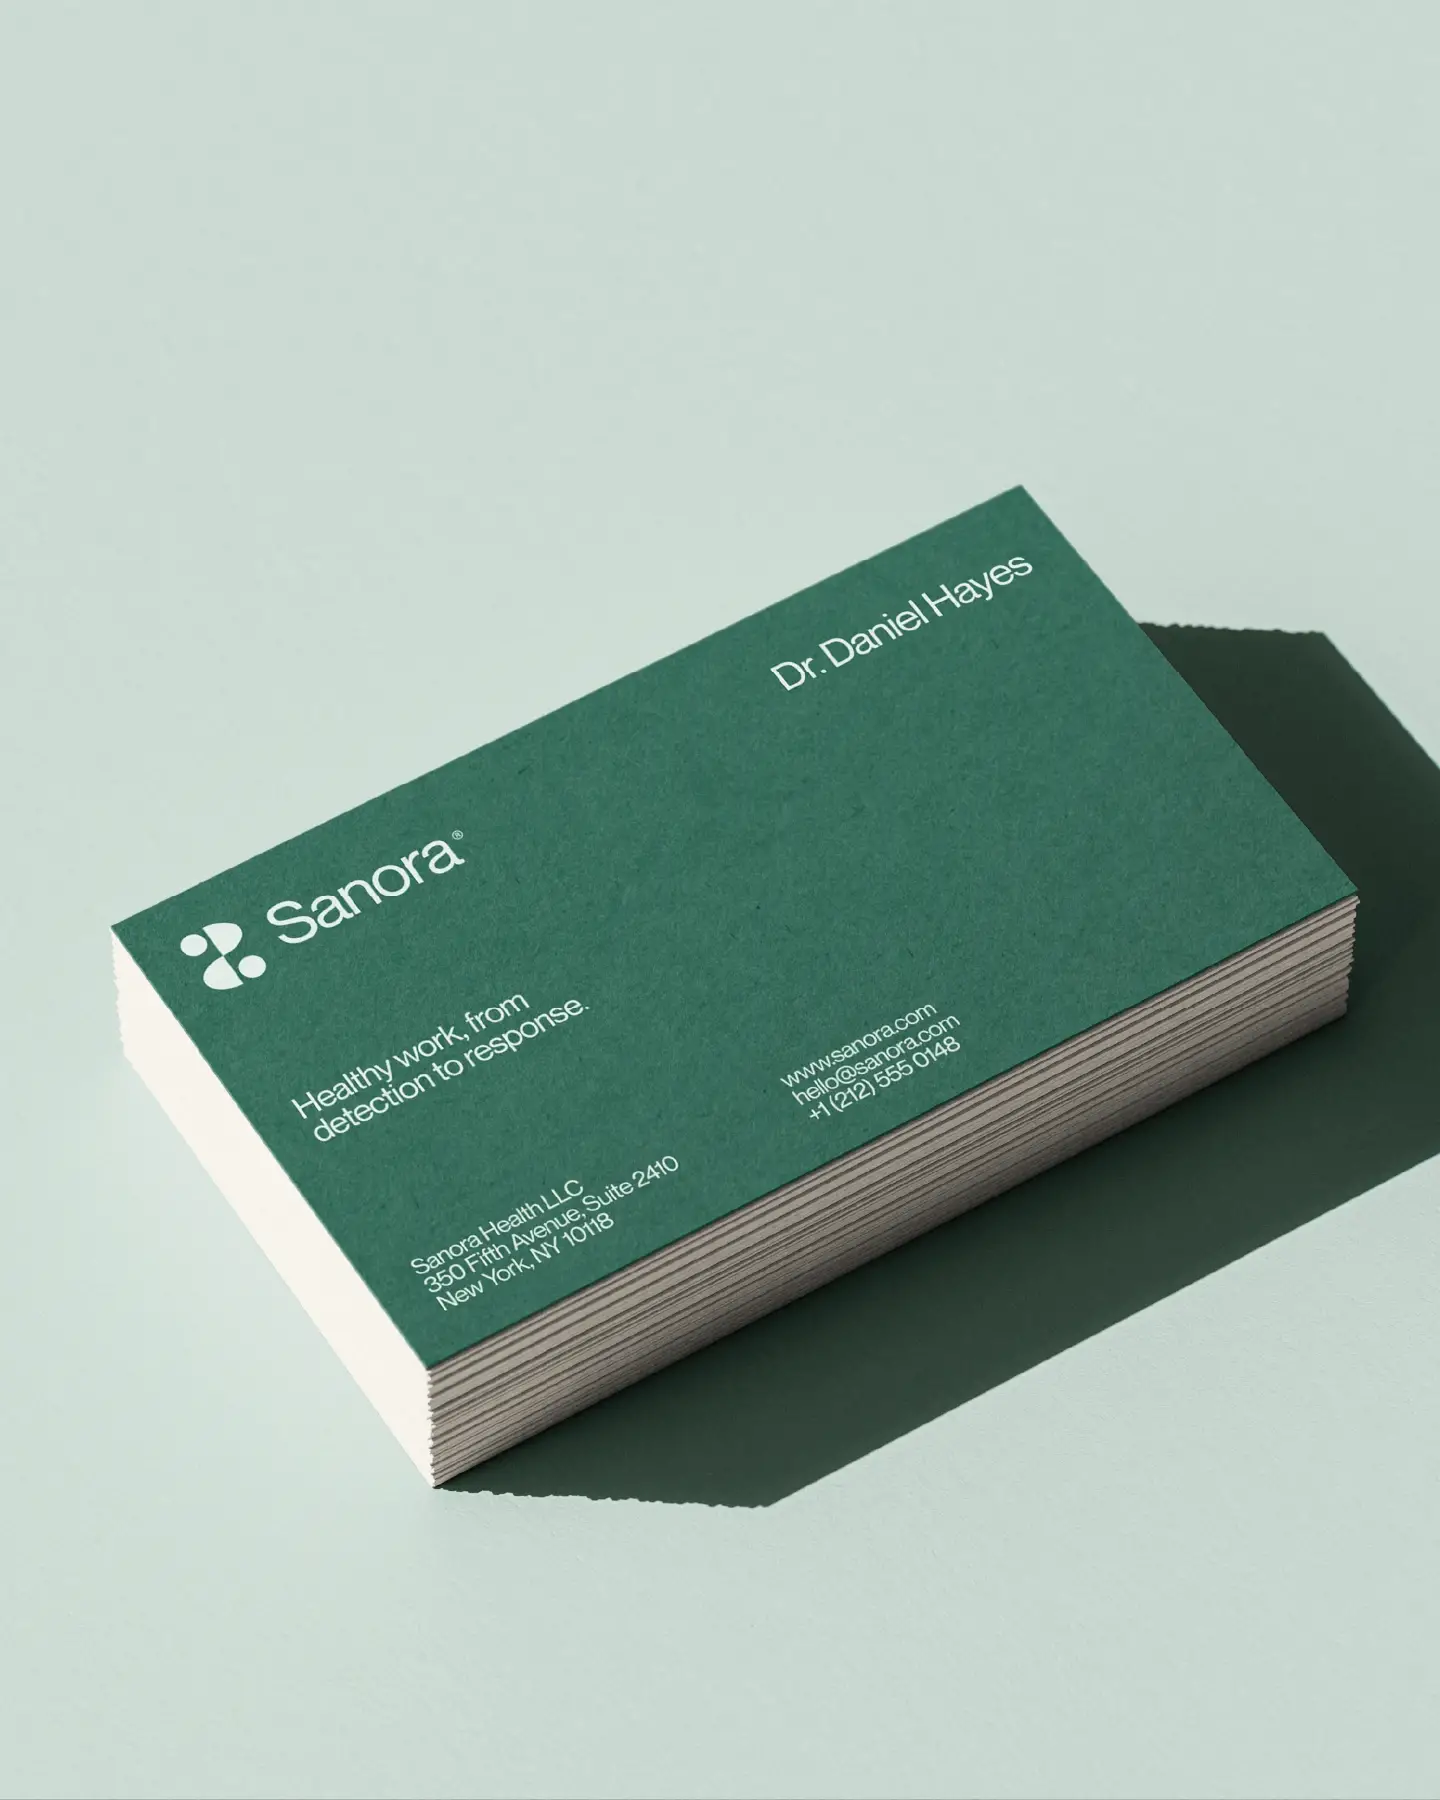 Dr. Daniel Hayes
Sanora®
Healthy work, from
detection to response.
www.sanora.com
hello@sanora.com
+1 (212) 555 0148
Sanora Health LLC
350 Fifth Avenue, Suite 2410
New York, NY 10118